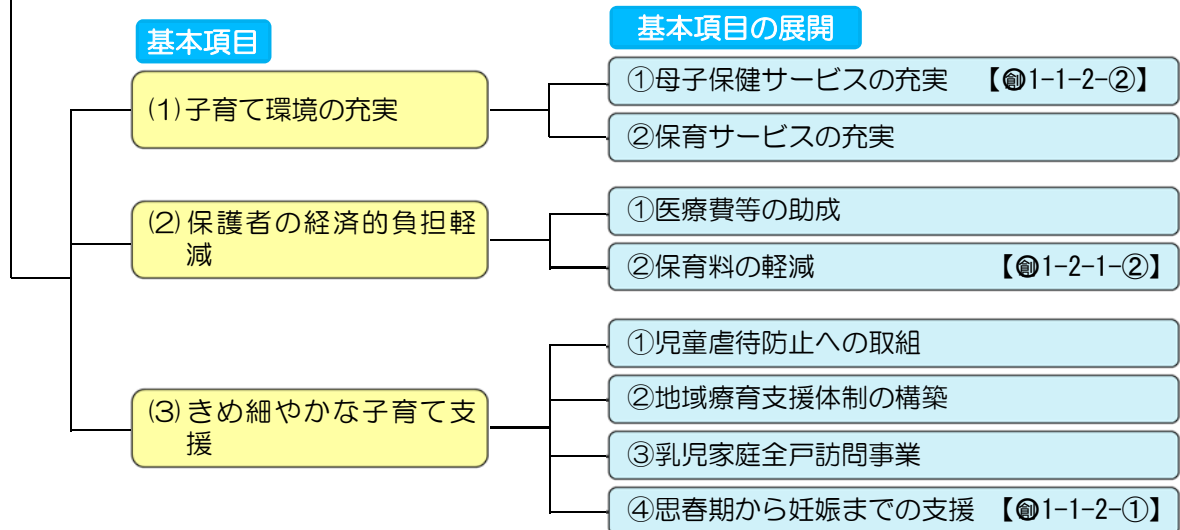 基本項目
基本項目の展開
(1)子育て環境の充実
①母子保健サービスの充実 【㊢1-1-2-②】
②保育サービスの充実
(2)保護者の経済的負担軽
減
①医療費等の助成
②保育料の軽減 【創1-2-1-②】
(3)きめ細やかな子育て支
援
①児童虐待防止への取組
②地域療育支援体制の構築
③乳児家庭全戸訪問事業
④思春期から妊娠までの支援 【創1-1-2-①】